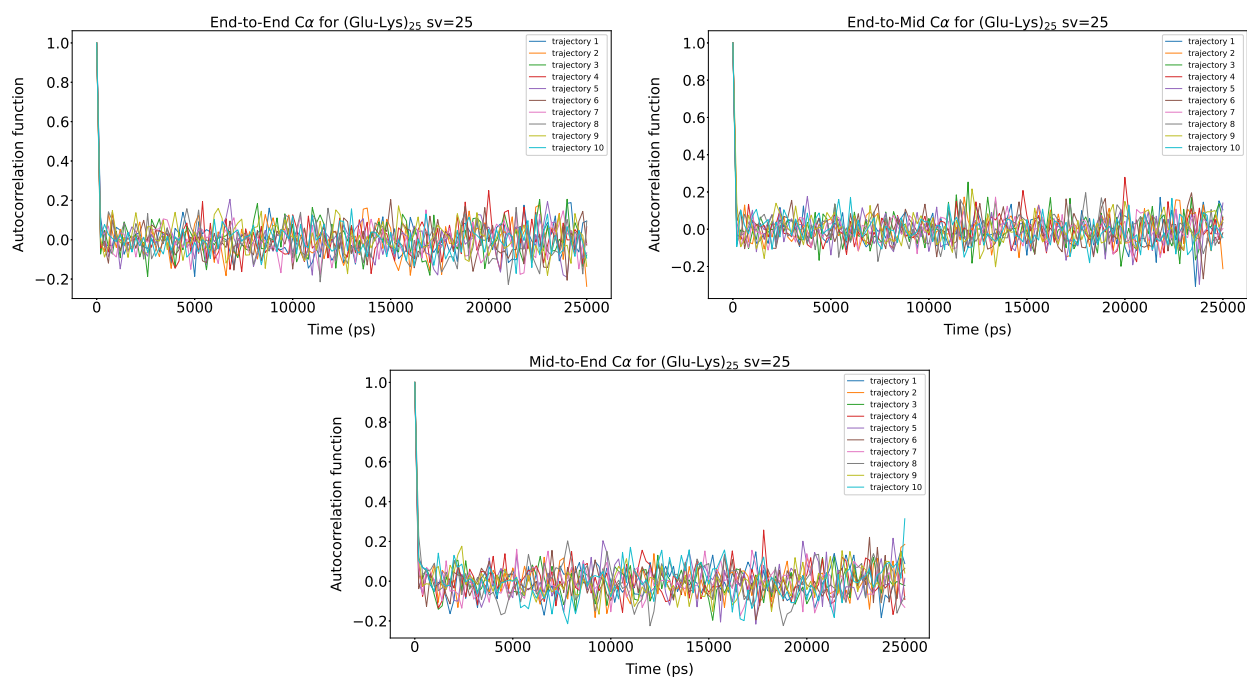 End-to-End Cα for (Glu-Lys)₂₅ sv=25
1.0
0.8
0.6
0.4
0.2
0.0
−0.2
Autocorrelation function
0 5000 10000 15000 20000 25000
Time (ps)
trajectory 1
trajectory 2
trajectory 3
trajectory 4
trajectory 5
trajectory 6
trajectory 7
trajectory 8
trajectory 9
trajectory 10
End-to-Mid Cα for (Glu-Lys)₂₅ sv=25
1.0
0.8
0.6
0.4
0.2
0.0
−0.2
Autocorrelation function
0 5000 10000 15000 20000 25000
Time (ps)
trajectory 1
trajectory 2
trajectory 3
trajectory 4
trajectory 5
trajectory 6
trajectory 7
trajectory 8
trajectory 9
trajectory 10
Mid-to-End Cα for (Glu-Lys)₂₅ sv=25
1.0
0.8
0.6
0.4
0.2
0.0
−0.2
Autocorrelation function
0 5000 10000 15000 20000 25000
Time (ps)
trajectory 1
trajectory 2
trajectory 3
trajectory 4
trajectory 5
trajectory 6
trajectory 7
trajectory 8
trajectory 9
trajectory 10